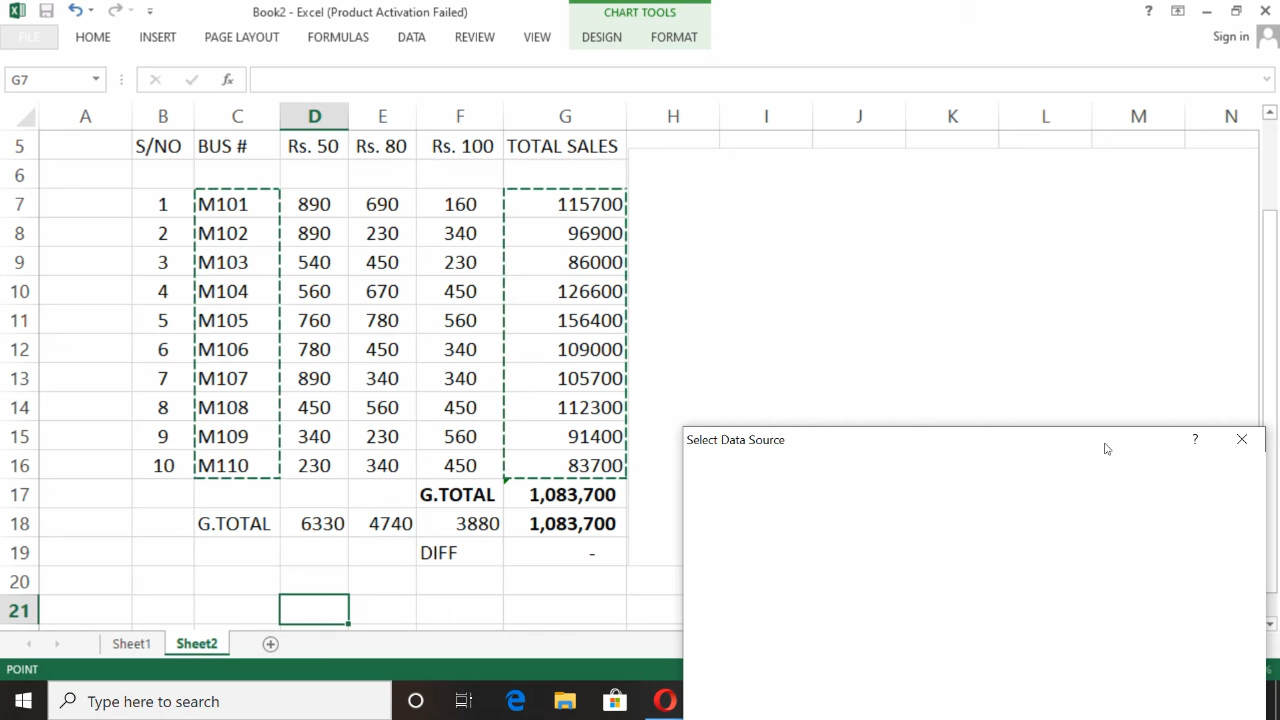 Book2 - Excel (Product Activation Failed)
CHART TOOLS
?
FILE
HOME
INSERT
PAGE LAYOUT
FORMULAS
DATA
REVIEW
VIEW
DESIGN
FORMAT
Sign in
G7
fx
A B C D E F G H I J K L M N
5 S/NO BUS # Rs. 50 Rs. 80 Rs. 100 TOTAL SALES
6
7 1 M101 890 690 160 115700
8 2 M102 890 230 340 96900
9 3 M103 540 450 230 86000
10 4 M104 560 670 450 126600
11 5 M105 760 780 560 156400
12 6 M106 780 450 340 109000
13 7 M107 890 340 340 105700
14 8 M108 450 560 450 112300
15 9 M109 340 230 560 91400
16 10 M110 230 340 450 83700
17 G.TOTAL 1,083,700
18 G.TOTAL 6330 4740 3880 1,083,700
19 DIFF -
20
21
Select Data Source ?
Sheet1 Sheet2
POINT
Type here to search